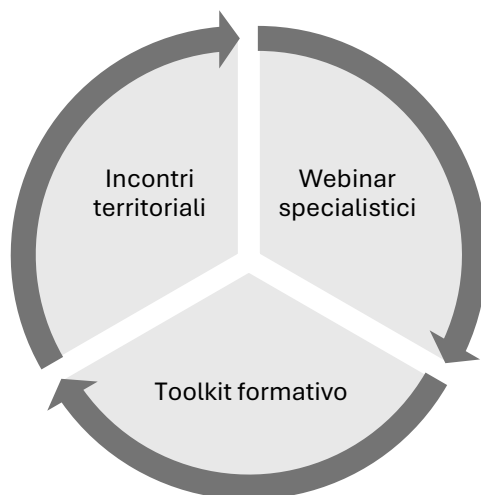 Incontri
territoriali
Webinar
specialistici
Toolkit formativo